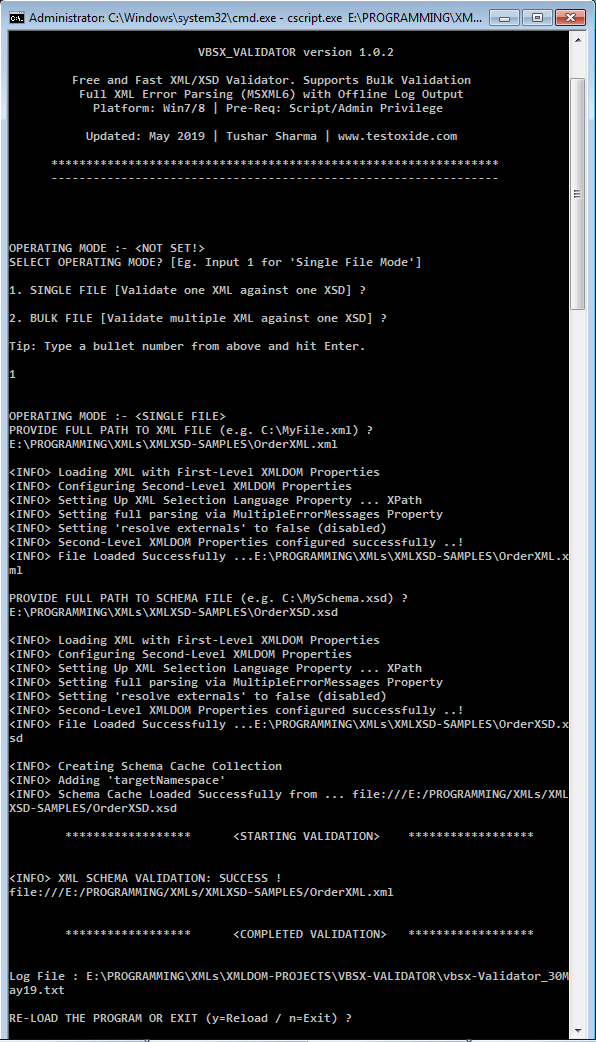 Administrator: C:\Windows\system32\cmd.exe - cscript.exe E:\PROGRAMMING\XM...
VBSX_VALIDATOR version 1.0.2
Free and Fast XML/XSD Validator. Supports Bulk Validation
Full XML Error Parsing (MSXML6) with Offline Log Output
Platform: Win7/8 | Pre-Req: Script/Admin Privilege
Updated: May 2019 | Tushar Sharma | www.testoxide.com
****************************************************************
----------------------------------------------------------------
OPERATING MODE :- <NOT SET!>
SELECT OPERATING MODE? [Eg. Input 1 for 'Single File Mode']
1. SINGLE FILE [Validate one XML against one XSD] ?
2. BULK FILE [Validate multiple XML against one XSD] ?
Tip: Type a bullet number from above and hit Enter.
1
OPERATING MODE :- <SINGLE FILE>
PROVIDE FULL PATH TO XML FILE (e.g. C:\MyFile.xml) ?
E:\PROGRAMMING\XMLs\XMLXSD-SAMPLES\OrderXML.xml
<INFO> Loading XML with First-Level XMLDOM Properties
<INFO> Configuring Second-Level XMLDOM Properties
<INFO> Setting Up XML Selection Language Property ... XPath
<INFO> Setting full parsing via MultipleErrorMessages Property
<INFO> Setting 'resolve externals' to false (disabled)
<INFO> Second-Level XMLDOM Properties configured successfully ..!
<INFO> File Loaded Successfully ...E:\PROGRAMMING\XMLs\XMLXSD-SAMPLES\OrderXML.x
ml
PROVIDE FULL PATH TO SCHEMA FILE (e.g. C:\MySchema.xsd) ?
E:\PROGRAMMING\XMLs\XMLXSD-SAMPLES\OrderXSD.xsd
<INFO> Loading XML with First-Level XMLDOM Properties
<INFO> Configuring Second-Level XMLDOM Properties
<INFO> Setting Up XML Selection Language Property ... XPath
<INFO> Setting full parsing via MultipleErrorMessages Property
<INFO> Setting 'resolve externals' to false (disabled)
<INFO> Second-Level XMLDOM Properties configured successfully ..!
<INFO> File Loaded Successfully ...E:\PROGRAMMING\XMLs\XMLXSD-SAMPLES\OrderXSD.x
sd
<INFO> Creating Schema Cache Collection
<INFO> Adding 'targetNamespace'
<INFO> Schema Cache Loaded Successfully from ... file:///E:/PROGRAMMING/XMLs/XML
XSD-SAMPLES/OrderXSD.xsd
****************** <STARTING VALIDATION> ******************
<INFO> XML SCHEMA VALIDATION: SUCCESS !
file:///E:/PROGRAMMING/XMLs/XMLXSD-SAMPLES/OrderXML.xml
****************** <COMPLETED VALIDATION> ******************
Log File : E:\PROGRAMMING\XMLs\XMLDOM-PROJECTS\VBSX-VALIDATOR\vbsx-Validator_30M
ay19.txt
RE-LOAD THE PROGRAM OR EXIT (y=Reload / n=Exit) ?